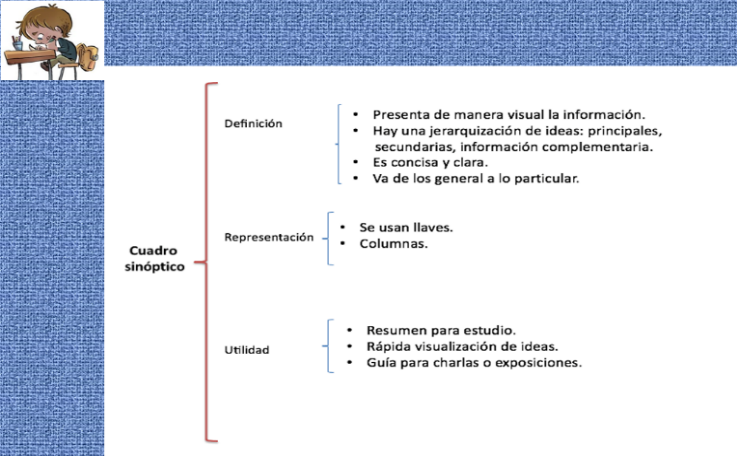 Definición
• Presenta de manera visual la información.
• Hay una jerarquización de ideas: principales,
secundarias, información complementaria.
• Es concisa y clara.
• Va de los general a lo particular.
Cuadro
sinóptico
Representación
• Se usan llaves.
• Columnas.
Utilidad
• Resumen para estudio.
• Rápida visualización de ideas.
• Guía para charlas o exposiciones.